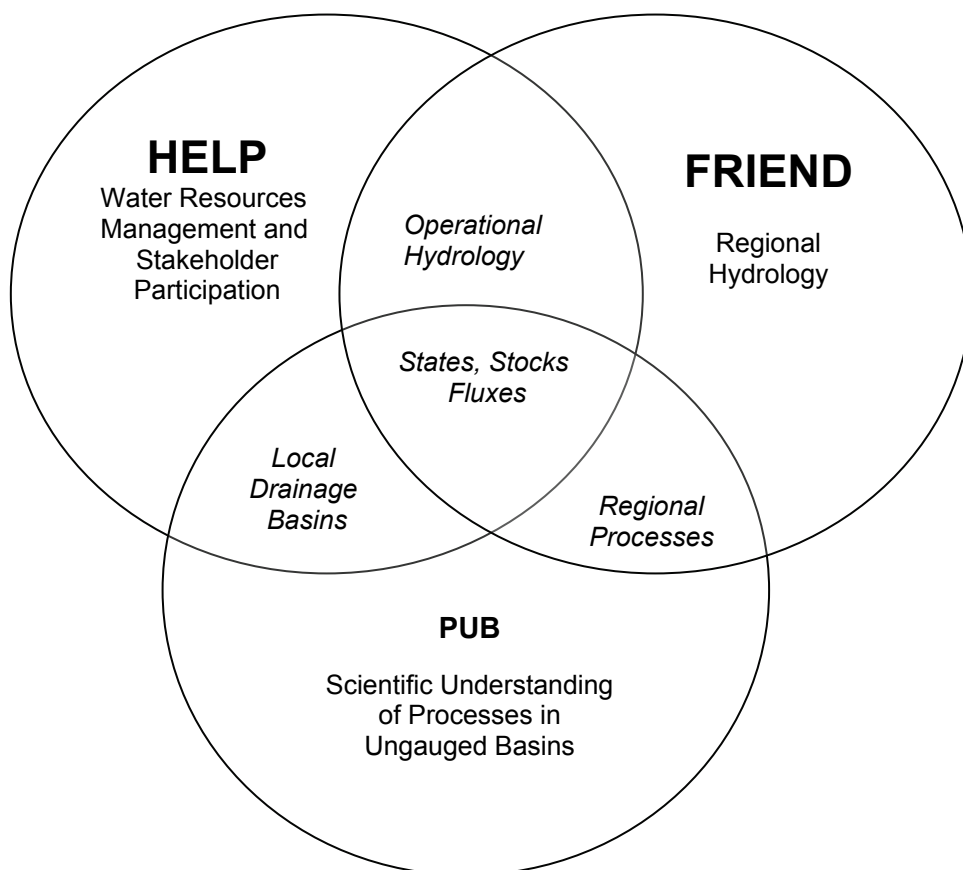 HELP
Water Resources
Management and
Stakeholder
Participation
FRIEND
Regional
Hydrology
Operational
Hydrology
States, Stocks
Fluxes
Local
Drainage
Basins
Regional
Processes
PUB
Scientific Understanding
of Processes in
Ungauged Basins